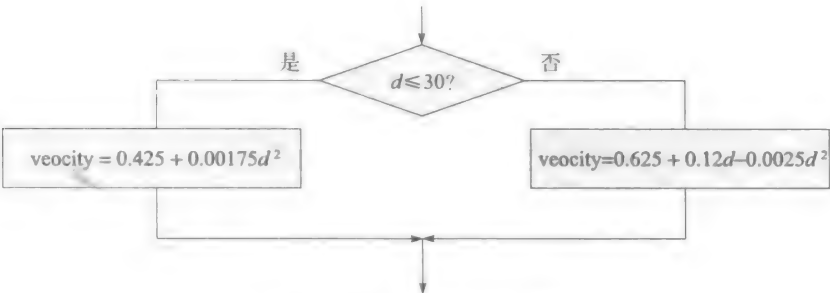 是
否
d≤30?
veocity = 0.425 + 0.00175d²
veocity=0.625 + 0.12d–0.0025d²